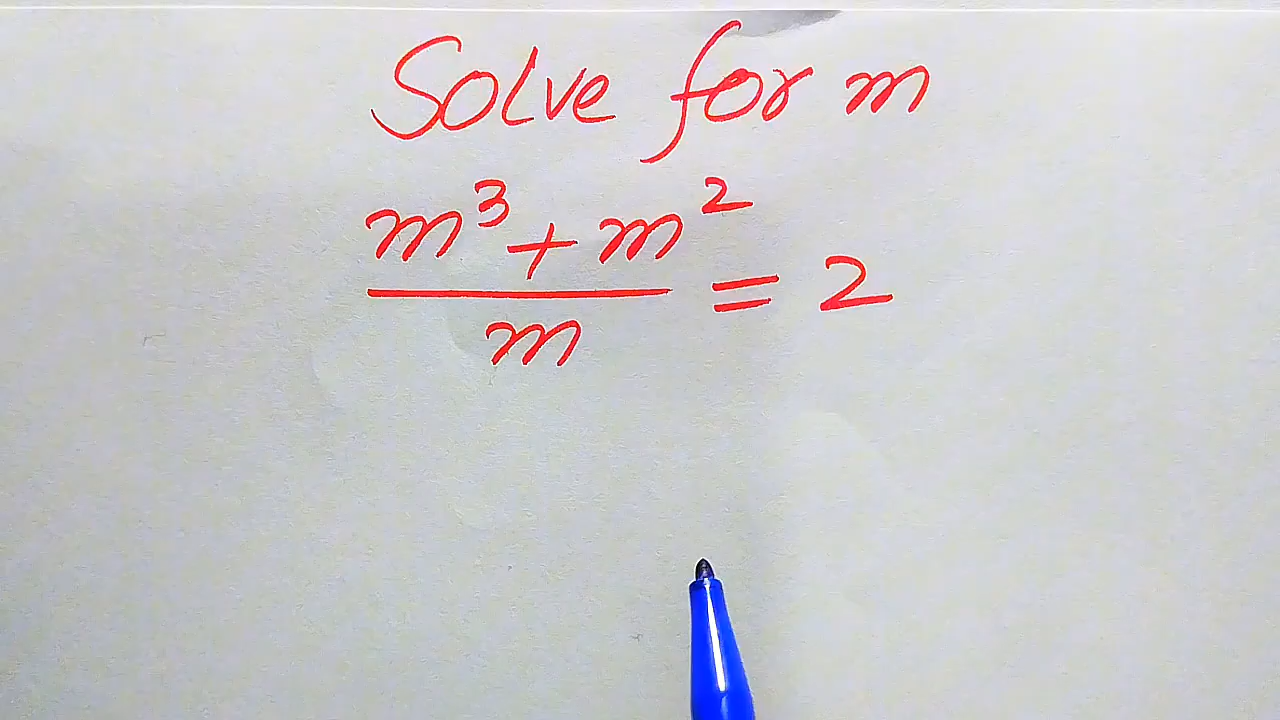 Solve for m
m³ + m² / m = 2